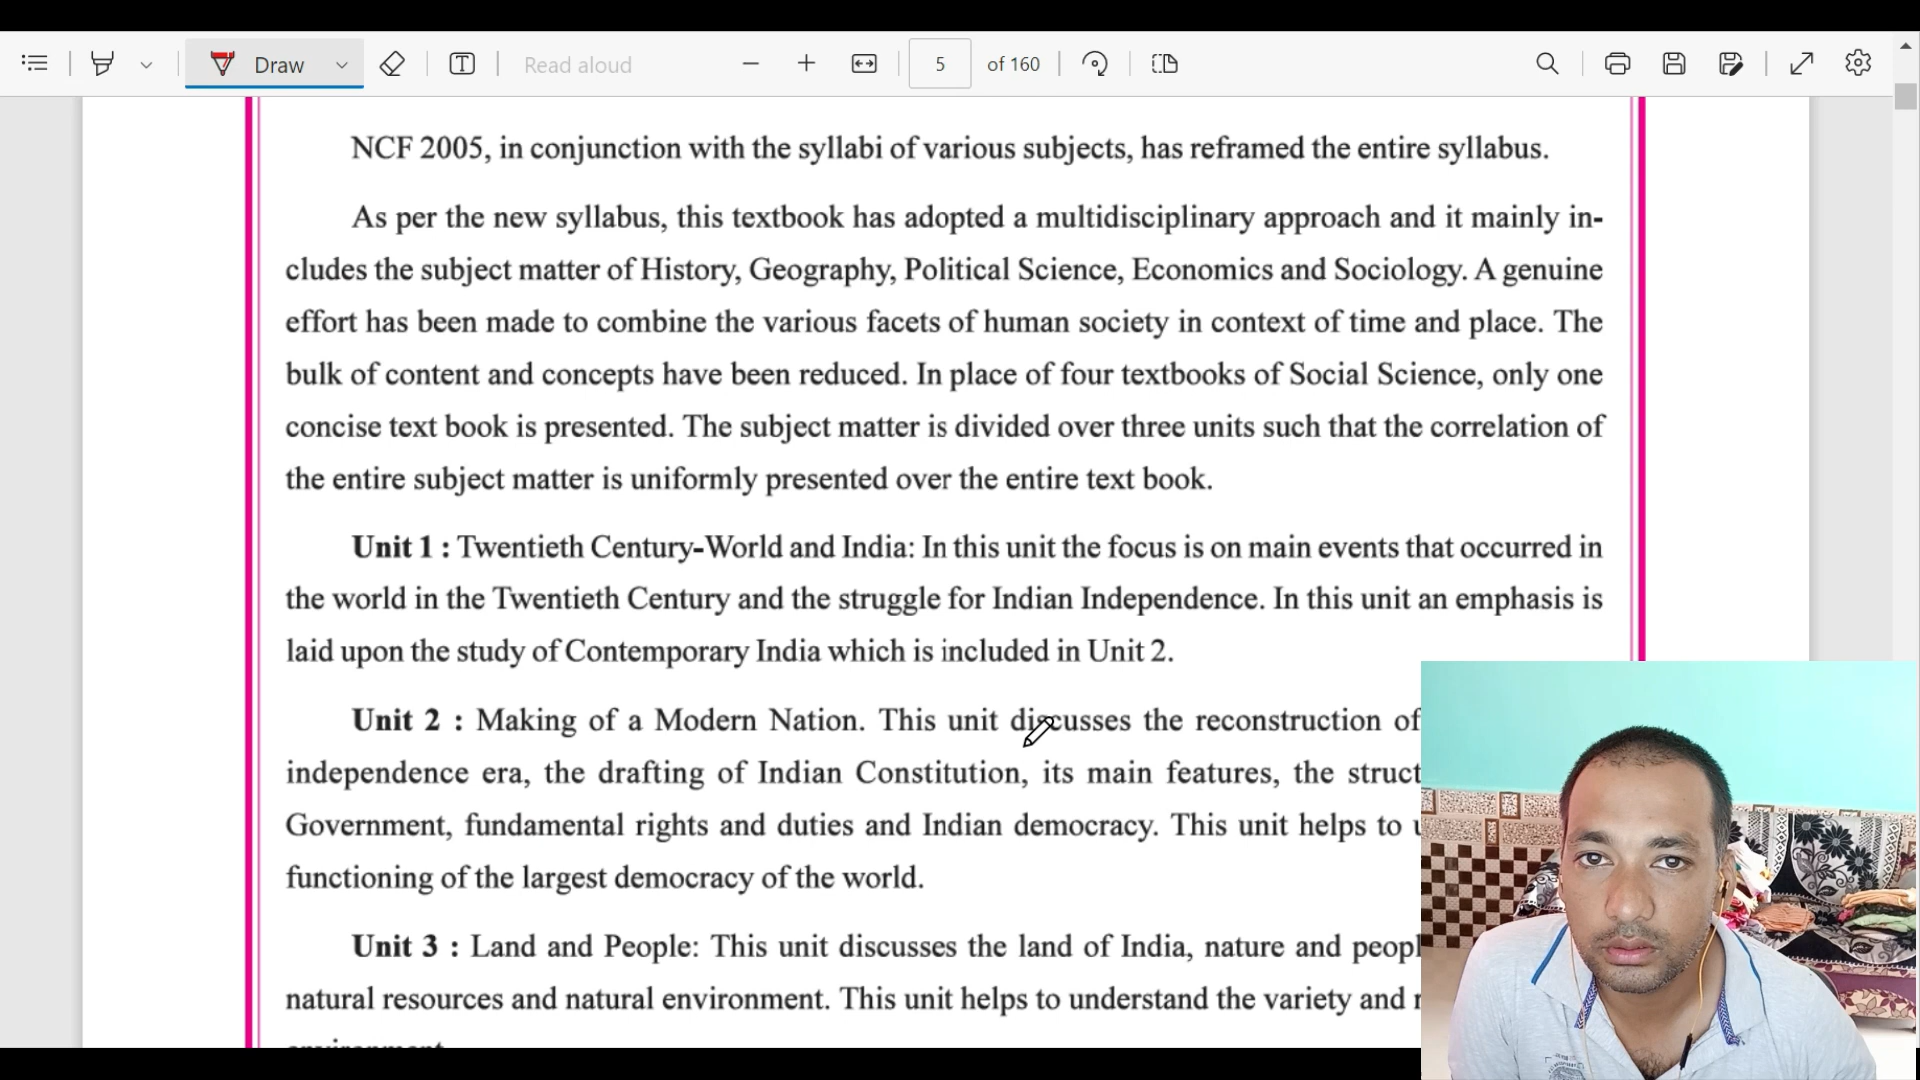 Draw
Read aloud
5 of 160
NCF 2005, in conjunction with the syllabi of various subjects, has reframed the entire syllabus.
As per the new syllabus, this textbook has adopted a multidisciplinary approach and it mainly in-
cludes the subject matter of History, Geography, Political Science, Economics and Sociology. A genuine
effort has been made to combine the various facets of human society in context of time and place. The
bulk of content and concepts have been reduced. In place of four textbooks of Social Science, only one
concise text book is presented. The subject matter is divided over three units such that the correlation of
the entire subject matter is uniformly presented over the entire text book.
Unit 1 : Twentieth Century-World and India: In this unit the focus is on main events that occurred in
the world in the Twentieth Century and the struggle for Indian Independence. In this unit an emphasis is
laid upon the study of Contemporary India which is included in Unit 2.
Unit 2 : Making of a Modern Nation. This unit discusses the reconstruction of
independence era, the drafting of Indian Constitution, its main features, the
Government, fundamental rights and duties and Indian democracy. This unit helps to
functioning of the largest democracy of the world.
Unit 3 : Land and People: This unit discusses the land of India, nature and
natural resources and natural environment. This unit helps to understand the variety and